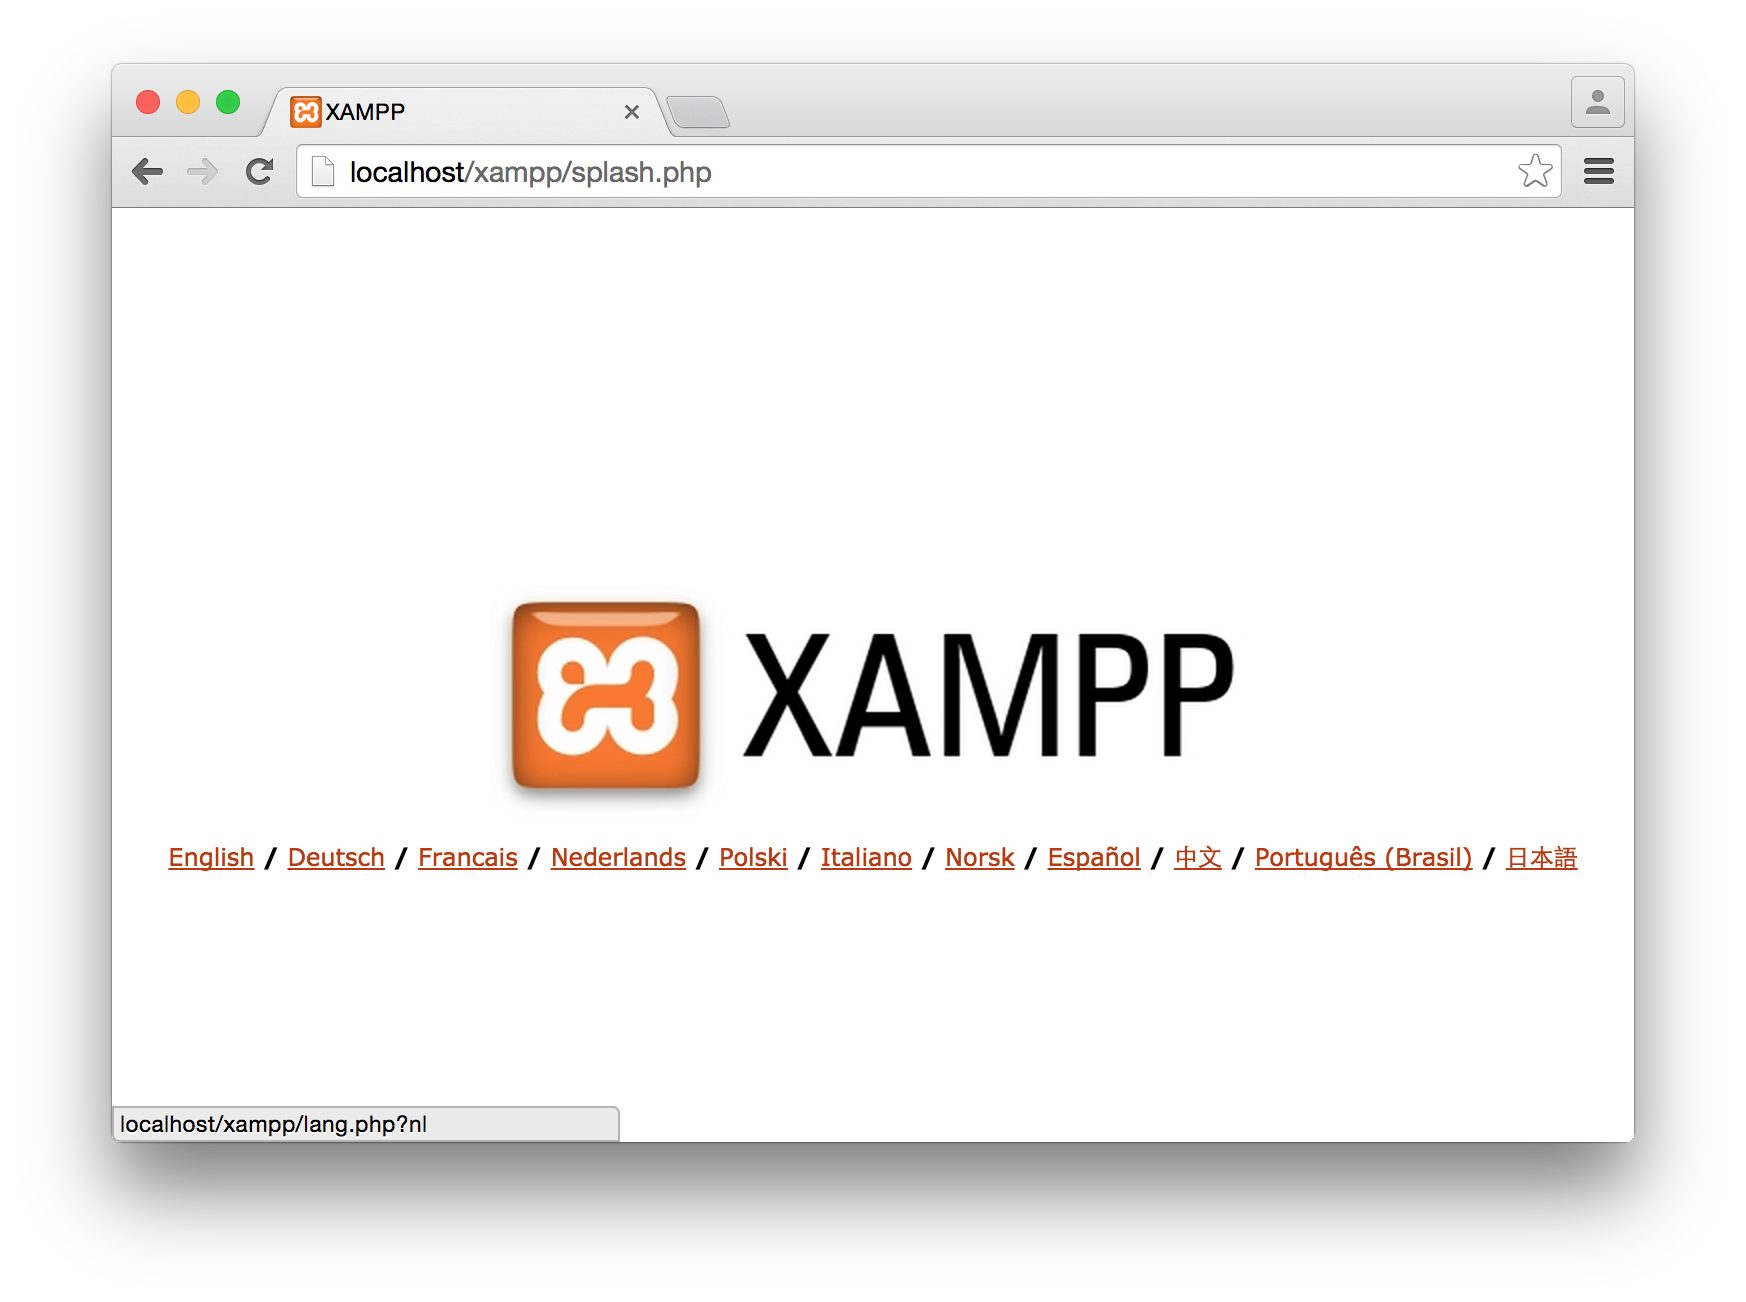 XAMPP
localhost/xampp/splash.php
XAMPP
English / Deutsch / Francais / Nederlands / Polski / Italiano / Norsk / Español / 中文 / Português (Brasil) / 日本語
localhost/xampp/lang.php?nl